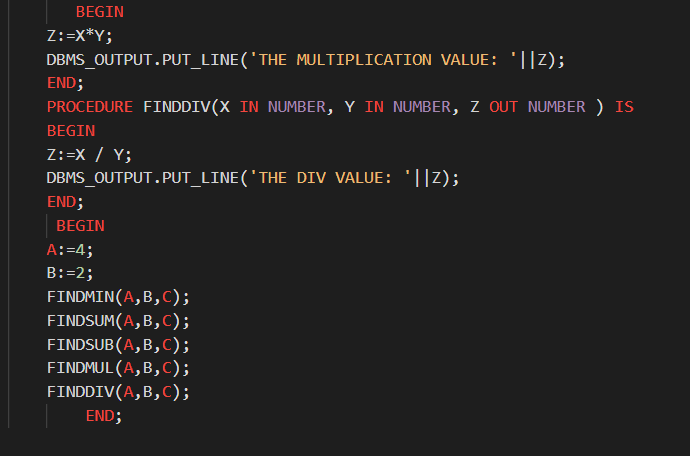 BEGIN
Z:=X*Y;
DBMS_OUTPUT.PUT_LINE('THE MULTIPLICATION VALUE: '||Z);
END;
PROCEDURE FINDDIV(X IN NUMBER, Y IN NUMBER, Z OUT NUMBER ) IS
BEGIN
Z:=X / Y;
DBMS_OUTPUT.PUT_LINE('THE DIV VALUE: '||Z);
END;
BEGIN
A:=4;
B:=2;
FINDMIN(A,B,C);
FINDSUM(A,B,C);
FINDSUB(A,B,C);
FINDMUL(A,B,C);
FINDDIV(A,B,C);
END;